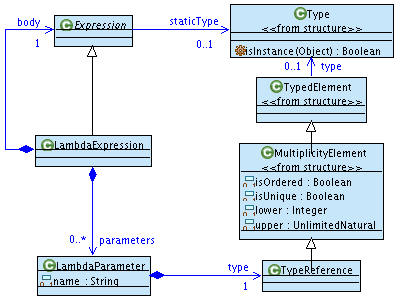 body
1
Expression
staticType
0..1
Type
<<from structure>>
isInstance(Object) : Boolean
0..1
type
TypedElement
<<from structure>>
LambdaExpression
MultiplicityElement
<<from structure>>
isOrdered : Boolean
isUnique : Boolean
lower : Integer
upper : UnlimitedNatural
0..*
parameters
LambdaParameter
name : String
type
1
TypeReference